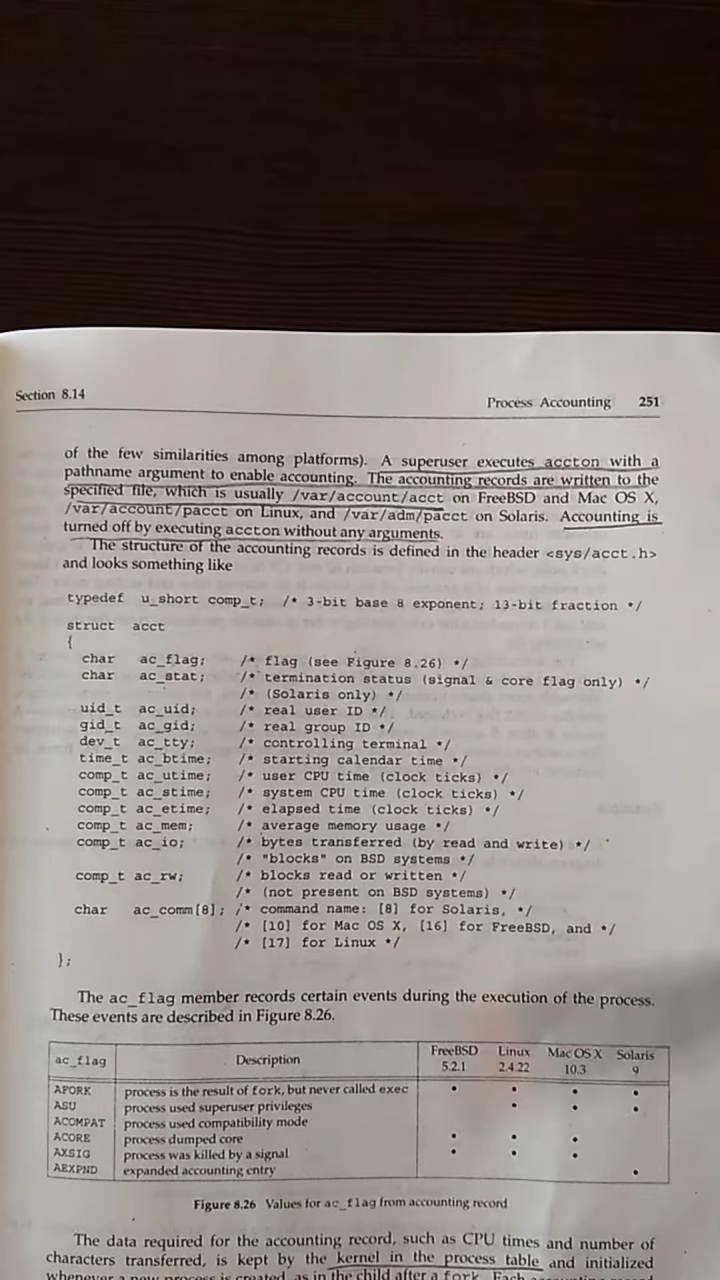 Section 8.14
Process Accounting 251
of the few similarities among platforms). A superuser executes accton with a
pathname argument to enable accounting. The accounting records are written to the
specified file, which is usually /var/account/acct on FreeBSD and Mac OS X,
/var/account/pacct on Linux, and /var/adm/pacct on Solaris. Accounting is
turned off by executing accton without any arguments.
The structure of the accounting records is defined in the header <sys/acct.h>
and looks something like
typedef u_short comp_t; /* 3-bit base 8 exponent; 13-bit fraction */
struct acct
{
char ac_flag; /* flag (see Figure 8.26) */
char ac_stat; /* termination status (signal & core flag only) */
/* (Solaris only) */
uid_t ac_uid; /* real user ID */
gid_t ac_gid; /* real group ID */
dev_t ac_tty; /* controlling terminal */
time_t ac_btime; /* starting calendar time */
comp_t ac_utime; /* user CPU time (clock ticks) */
comp_t ac_stime; /* system CPU time (clock ticks) */
comp_t ac_etime; /* elapsed time (clock ticks) */
comp_t ac_mem; /* average memory usage */
comp_t ac_io; /* bytes transferred (by read and write) */
/* "blocks" on BSD systems */
comp_t ac_rw; /* blocks read or written */
/* (not present on BSD systems) */
char ac_comm[8]; /* command name: [8] for Solaris, */
/* [10] for Mac OS X, [16] for FreeBSD, and */
/* [17] for Linux */
};
The ac_flag member records certain events during the execution of the process.
These events are described in Figure 8.26.
ac_flag Description FreeBSD 5.2.1 Linux 2.4.22 Mac OS X 10.3 Solaris 9
AFORK process is the result of fork, but never called exec • • • •
ASU process used superuser privileges • • •
ACOMPAT process used compatibility mode
ACORE process dumped core • • •
AXSIG process was killed by a signal • • •
AEXPND expanded accounting entry •
Figure 8.26 Values for ac_flag from accounting record
The data required for the accounting record, such as CPU times and number of
characters transferred, is kept by the kernel in the process table and initialized
whenever a new process is created, as in the child after a fork. Each